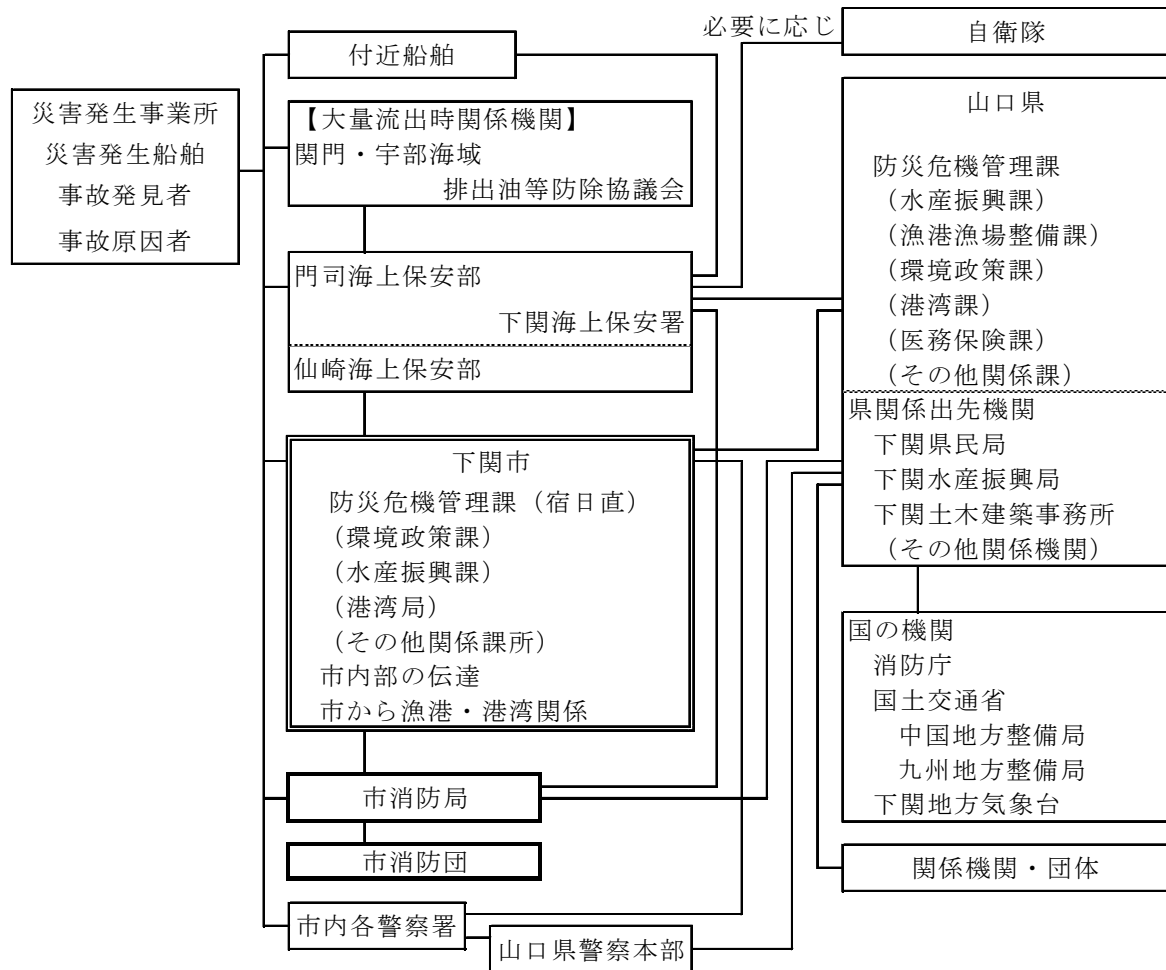 災害発生事業所
災害発生船舶
事故発見者
事故原因者
付近船舶
【大量流出時関係機関】
関門・宇部海域
排出油等防除協議会
門司海上保安部
下関海上保安署
仙崎海上保安部
下関市
防災危機管理課（宿日直）
（環境政策課）
（水産振興課）
（港湾局）
（その他関係課所）
市内部の伝達
市から漁港・港湾関係
市消防局
市消防団
市内各警察署
山口県警察本部
必要に応じ
自衛隊
山口県
防災危機管理課
（水産振興課）
（漁港漁場整備課）
（環境政策課）
（港湾課）
（医務保険課）
（その他関係課）
県関係出先機関
下関県民局
下関水産振興局
下関土木建築事務所
（その他関係機関）
国の機関
消防庁
国土交通省
中国地方整備局
九州地方整備局
下関地方気象台
関係機関・団体